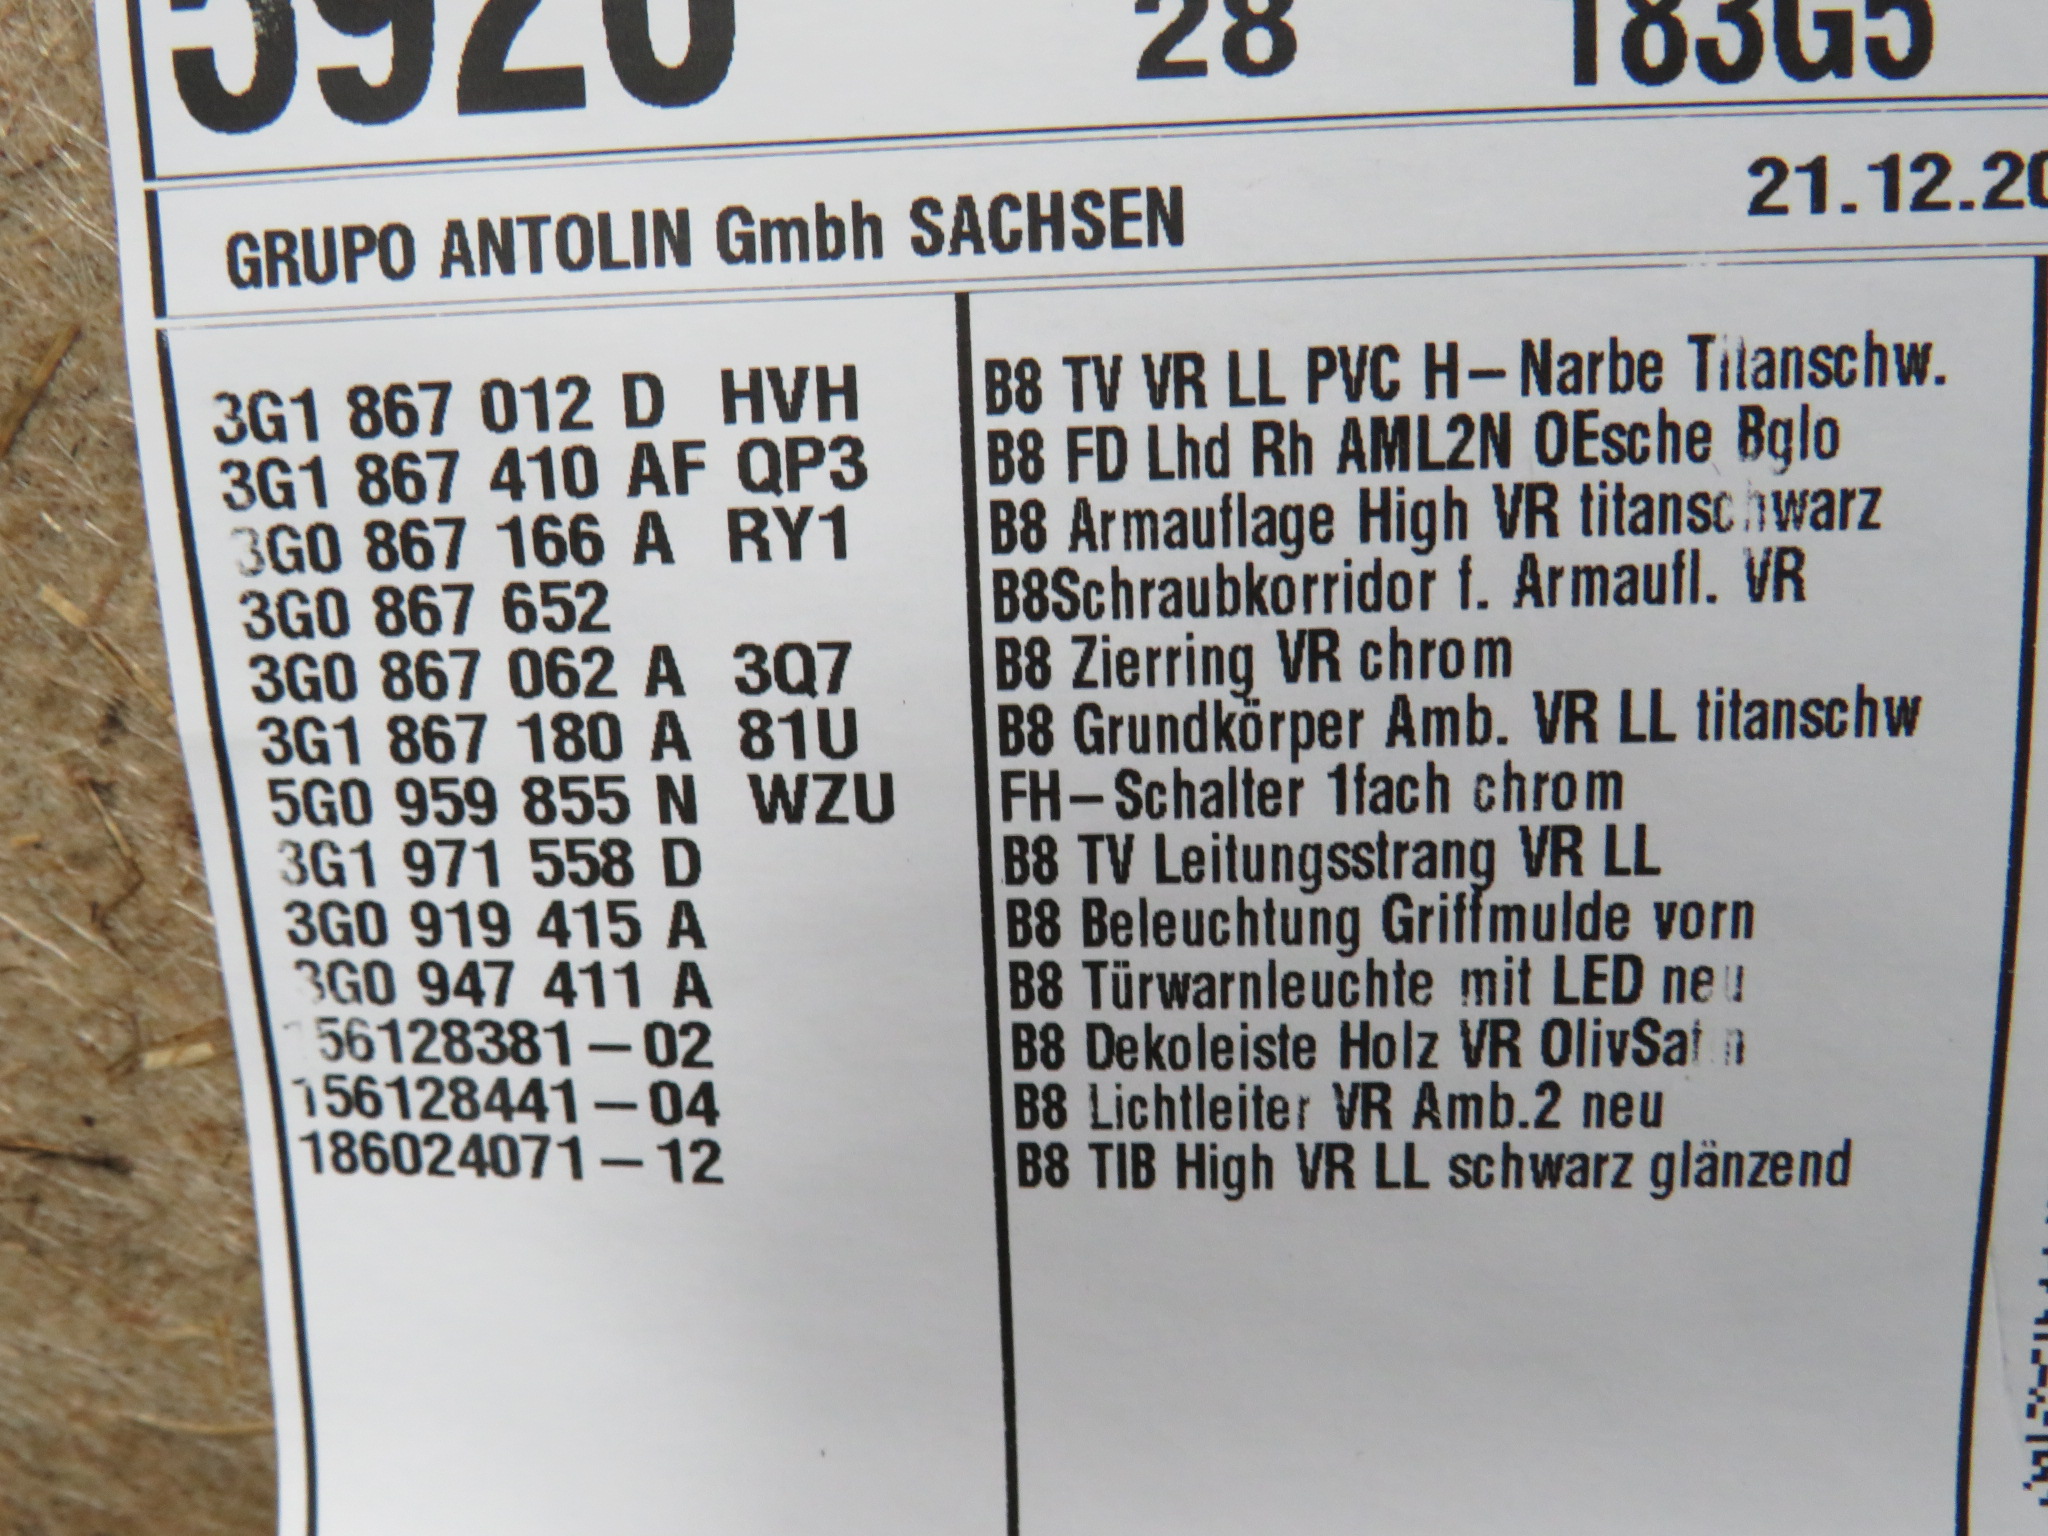 5920 28 183G5
21.12.20
GRUPO ANTOLIN Gmbh SACHSEN
3G1 867 012 D HVH B8 TV VR LL PVC H-Narbe Titanschw.
3G1 867 410 AF QP3 B8 FD Lhd Rh AML2N OEsche Bglo
3G0 867 166 A RY1 B8 Armauflage High VR titanschwarz
3G0 867 652 B8Schraubkorridor f. Armaufl. VR
3G0 867 062 A 3Q7 B8 Zierring VR chrom
3G1 867 180 A 81U B8 Grundkörper Amb. VR LL titanschw
5G0 959 855 N WZU FH-Schalter 1fach chrom
3G1 971 558 D B8 TV Leitungsstrang VR LL
3G0 919 415 A B8 Beleuchtung Griffmulde vorn
3G0 947 411 A B8 Türwarnleuchte mit LED neu
156128381-02 B8 Dekoleiste Holz VR OlivSatin
156128441-04 B8 Lichtleiter VR Amb.2 neu
186024071-12 B8 TIB High VR LL schwarz glänzend